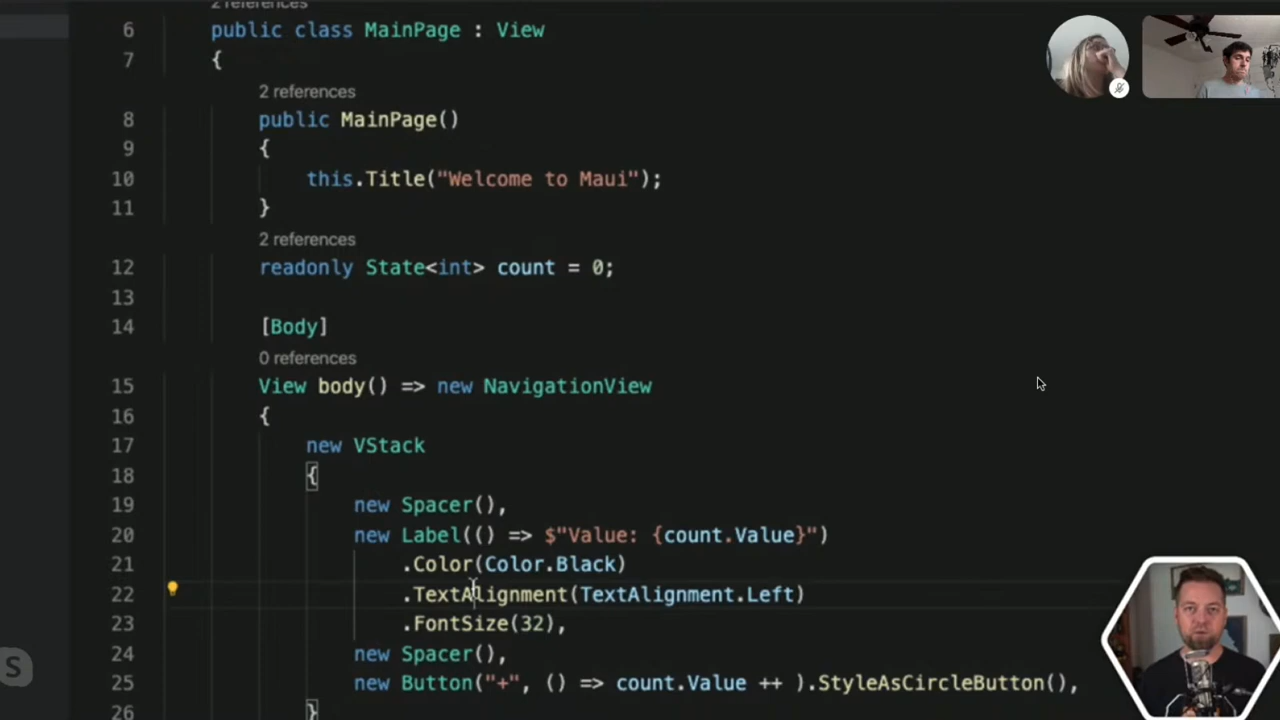 2 references
6 public class MainPage : View
7 {
2 references
8 public MainPage()
9 {
10 this.Title("Welcome to Maui");
11 }
2 references
12 readonly State<int> count = 0;
13
14 [Body]
0 references
15 View body() => new NavigationView
16 {
17 new VStack
18 {
19 new Spacer(),
20 new Label(() => $"Value: {count.Value}")
21 .Color(Color.Black)
22 .TextAlignment(TextAlignment.Left)
23 .FontSize(32),
24 new Spacer(),
25 new Button("+", () => count.Value ++ ).StyleAsCircleButton(),
26 }
S